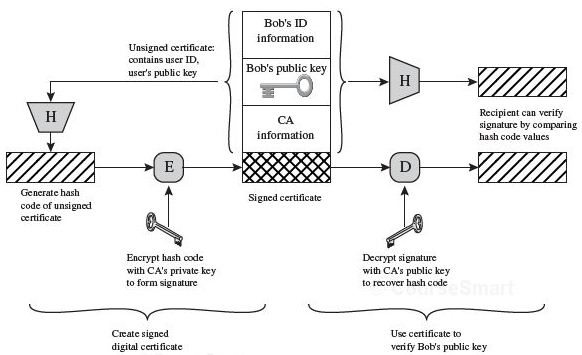 Bob's ID
information
Unsigned certificate:
contains user ID,
user's public key
Bob's public key
H
H
CA
information
Recipient can verify
signature by comparing
hash code values
E
D
Generate hash
code of unsigned
certificate
Signed certificate
Encrypt hash code
with CA's private key
to form signature
Decrypt signature
with CA's public key
to recover hash code
CourseSmart
Create signed
digital certificate
Use certificate to
verify Bob's public key